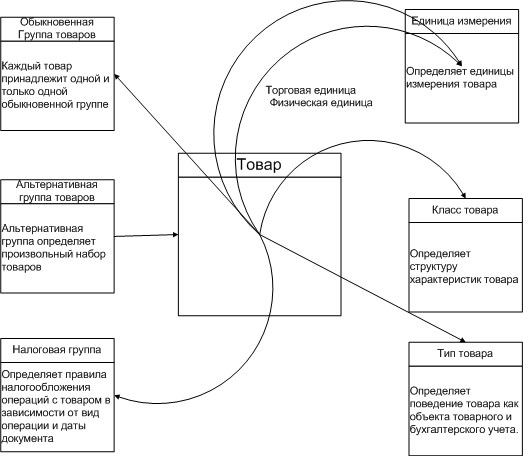 Обыкновенная
Группа товаров
Каждый товар
принадлежит одной и
только одной
обыкновенной группе
Единица измерения
Определяет единицы
измерения товара
Торговая единица
Физическая единица
Товар
Альтернативная
группа товаров
Альтернативная
группа определяет
произвольный набор
товаров
Класс товара
Определяет
структуру
характеристик товара
Налоговая группа
Определяет правила
налогообложения
операций с товаром в
зависимости от вид
операции и даты
документа
Тип товара
Определяет
поведение товара как
объекта товарного и
бухгалтерского учета.